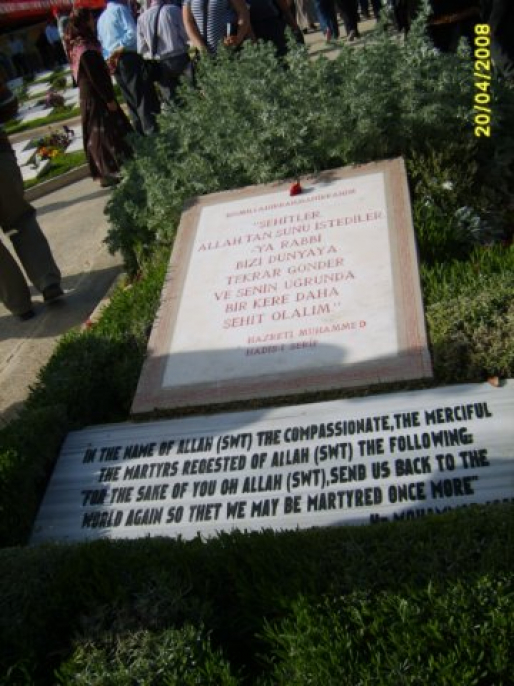 20/04/2008
BISMILLAHIRRAHMANIRRAHIM
"ŞEHİTLER
ALLAH TAN ŞUNU İSTEDİLER
-YA RABBİ
BİZİ DÜNYAYA
TEKRAR GÖNDER
VE SENİN UĞRUNDA
BİR KERE DAHA
ŞEHİT OLALIM."
HAZRETİ MUHAMMED
HADİS-İ ŞERİF
IN THE NAME OF ALLAH (SWT) THE COMPASSIONATE,THE MERCIFUL
THE MARTYRS REQESTED OF ALLAH (SWT) THE FOLLOWING:
"FOR THE SAKE OF YOU OH ALLAH (SWT),SEND US BACK TO THE
WORLD AGAIN SO THET WE MAY BE MARTYRED ONCE MORE"